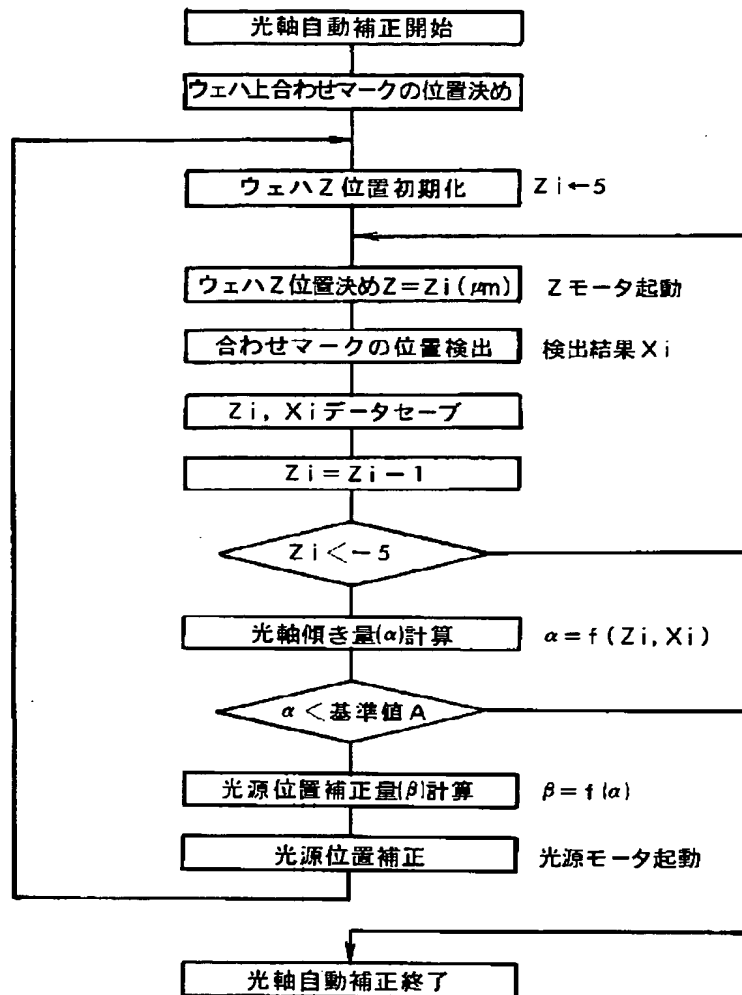 光軸自動補正開始
ウェハ上合わせマークの位置決め
ウェハZ位置初期化 Zi←5
ウェハZ位置決めZ=Zi(μm) Zモータ起動
合わせマークの位置検出 検出結果Xi
Zi, Xiデータセーブ
Zi=Zi-1
Zi<-5
光軸傾き量(α)計算 α=f(Zi,Xi)
α<基準値A
光源位置補正量(β)計算 β=f(α)
光源位置補正 光源モータ起動
光軸自動補正終了